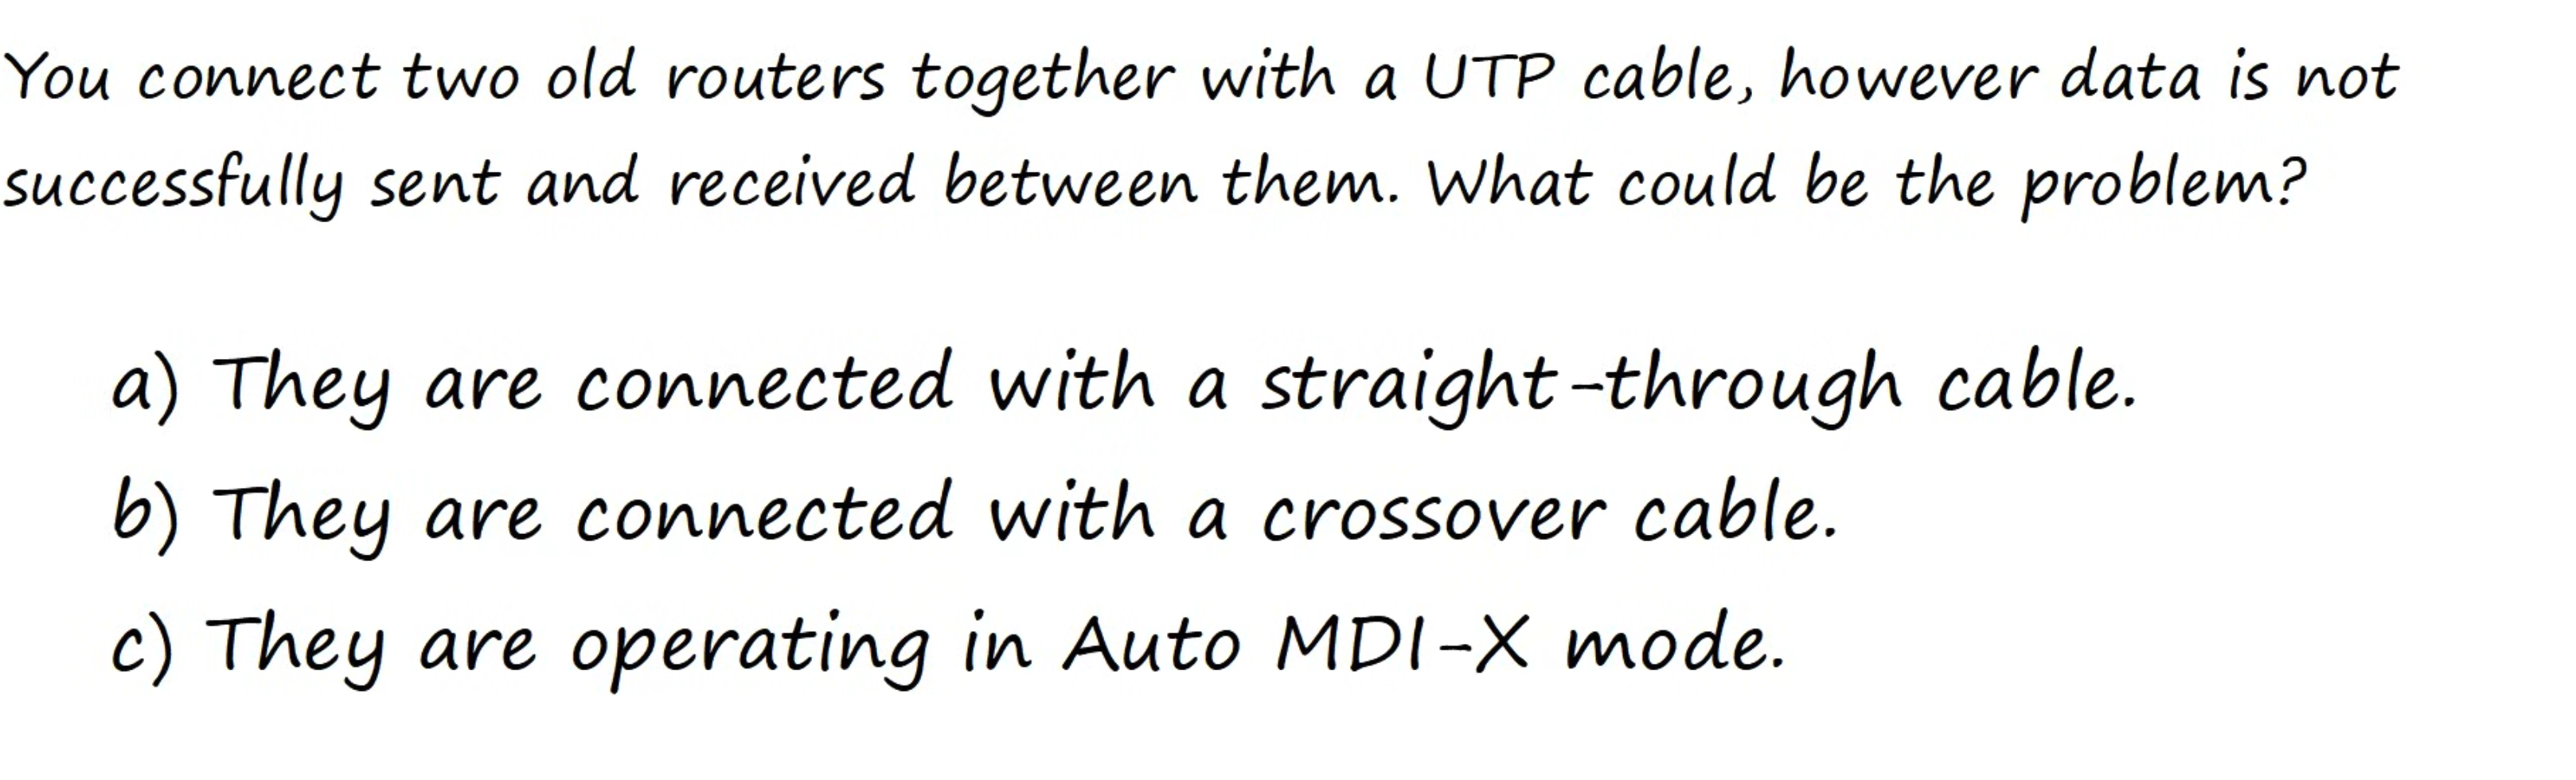 You connect two old routers together with a UTP cable, however data is not
successfully sent and received between them. What could be the problem?
a) They are connected with a straight-through cable.
b) They are connected with a crossover cable.
c) They are operating in Auto MDI-X mode.